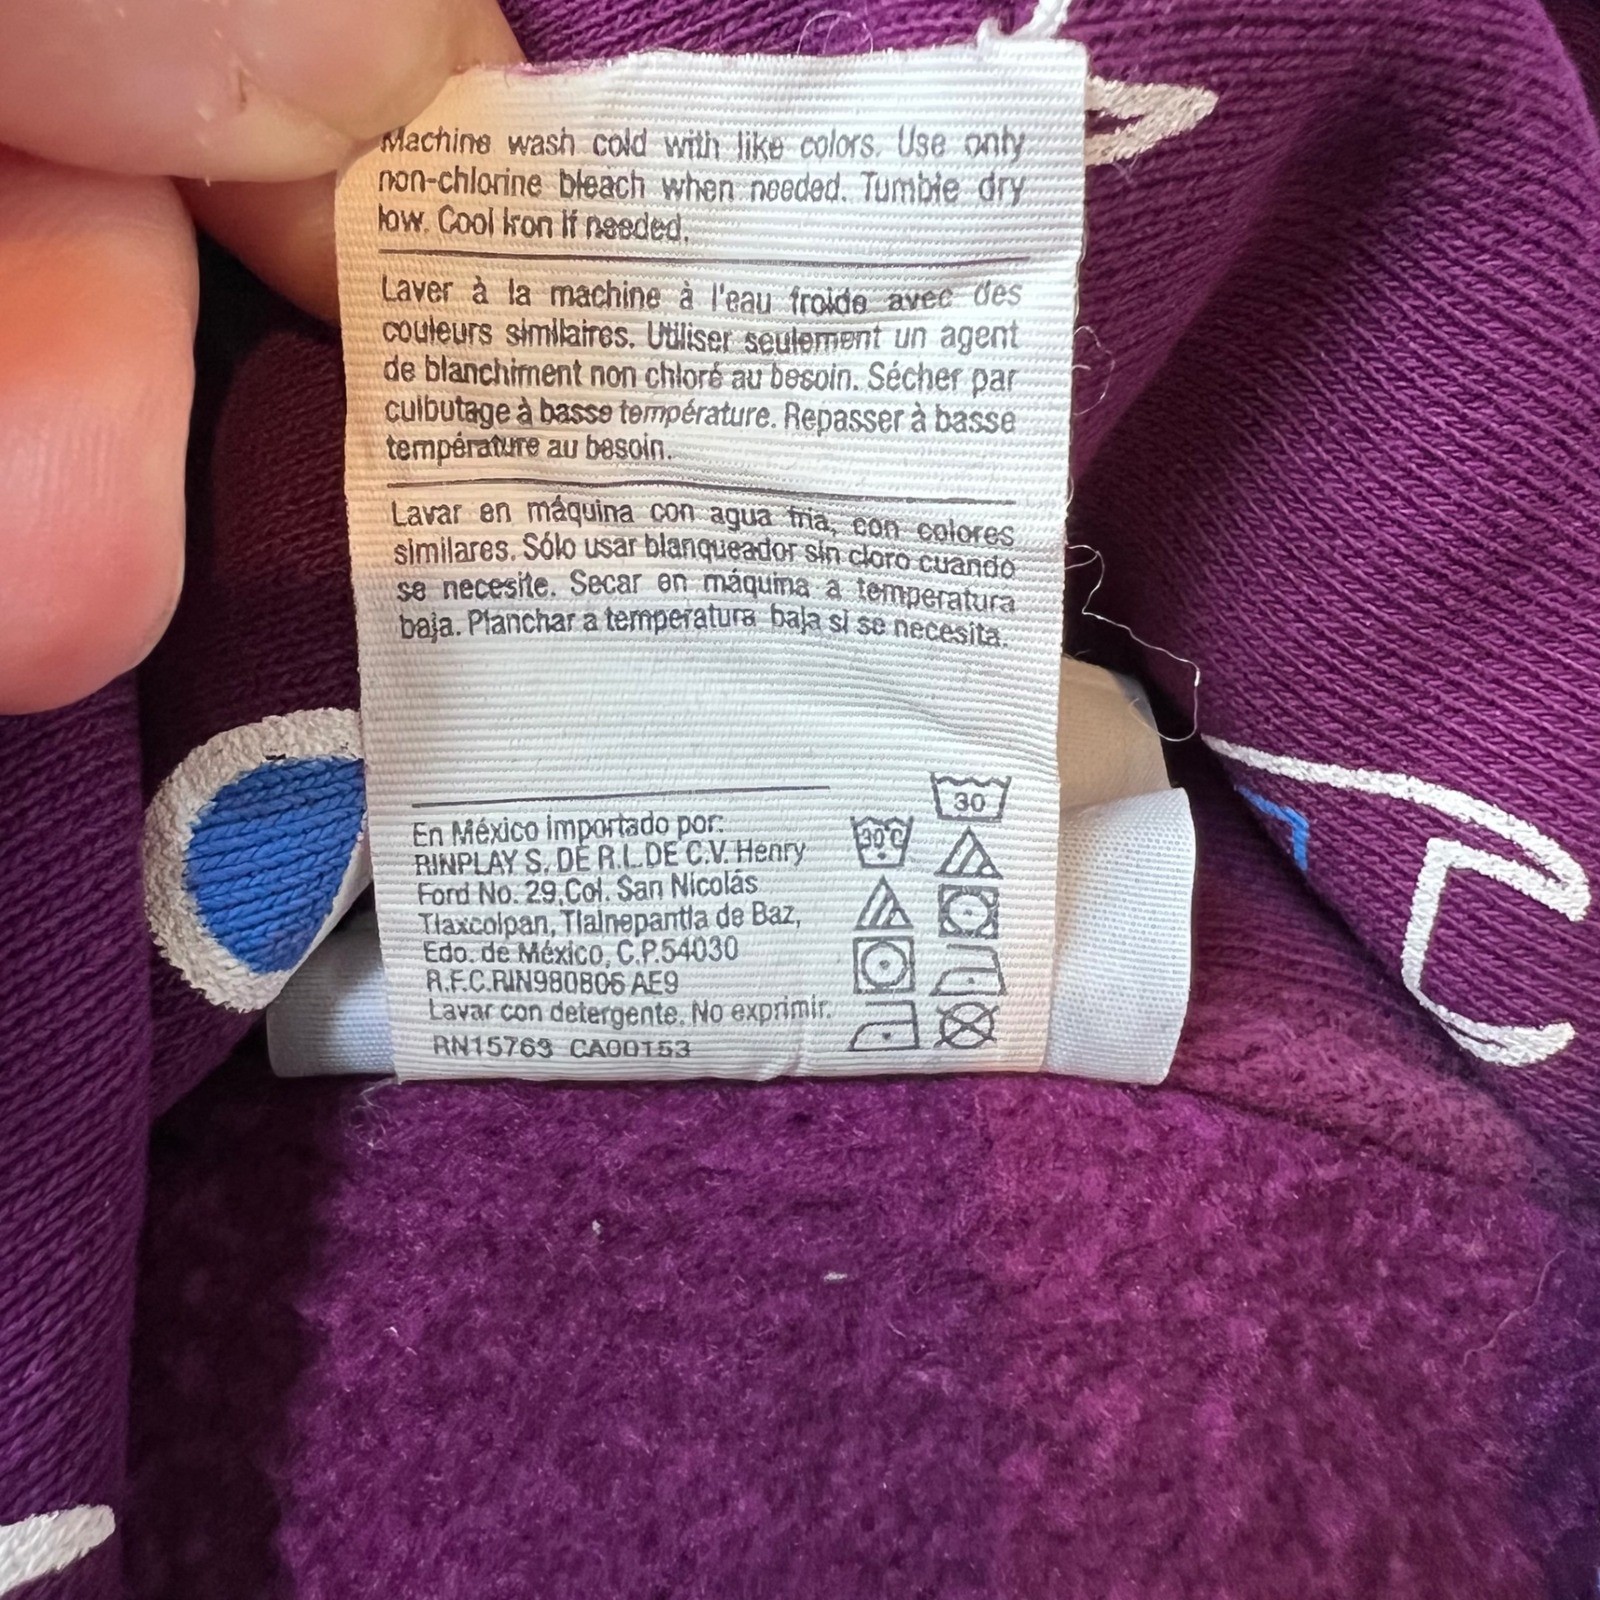 Machine wash cold with like colors. Use only
non-chlorine bleach when needed. Tumble dry
low. Cool Iron If needed.
Laver à la machine à l'eau froide avec des
couleurs similaires. Utiliser seulement un agent
de blanchiment non chloré au besoin. Sécher par
culbutage à basse température. Repasser à basse
température au besoin.
Lavar en máquina con agua fria, con colores
similares. Sólo usar blanqueador sin cloro cuando
se necesite. Secar en máquina a temperatura
baja. Planchar a temperatura baja si se necesita.
En México importado por:
RINPLAY S. DE R.L. DE C.V. Henry
Ford No. 29, Col. San Nicolás
Tlaxcolpan, Tlalnepantla de Baz,
Edo. de México, C.P.54030
R.F.C.RIN980806 AE9
Lavar con detergente. No exprimir.
RN15763 CA00153
30
30°C